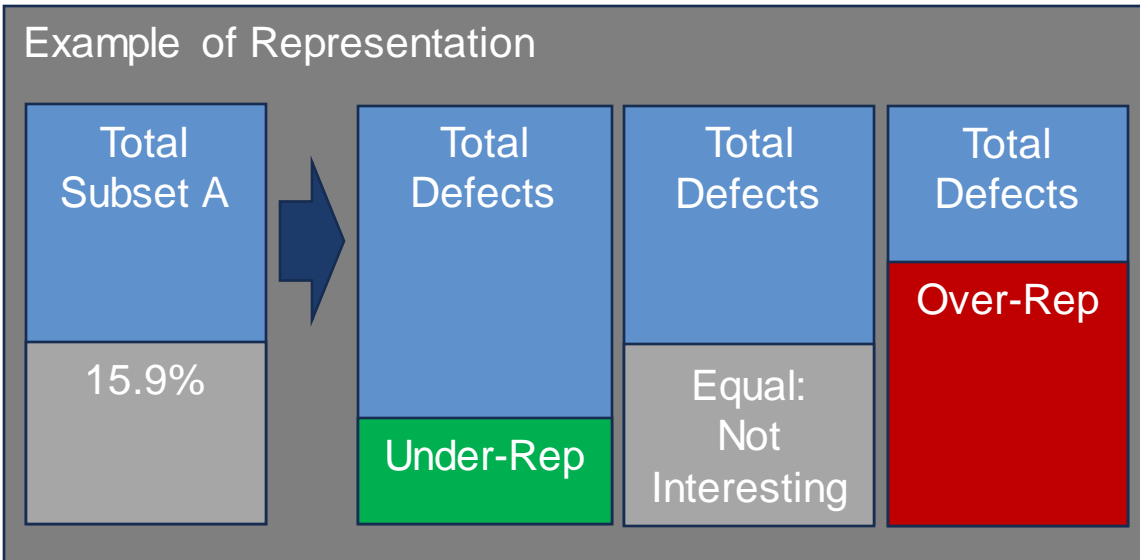 Example of Representation
Total
Subset A
15.9%
Total
Defects
Under-Rep
Total
Defects
Equal:
Not
Interesting
Total
Defects
Over-Rep